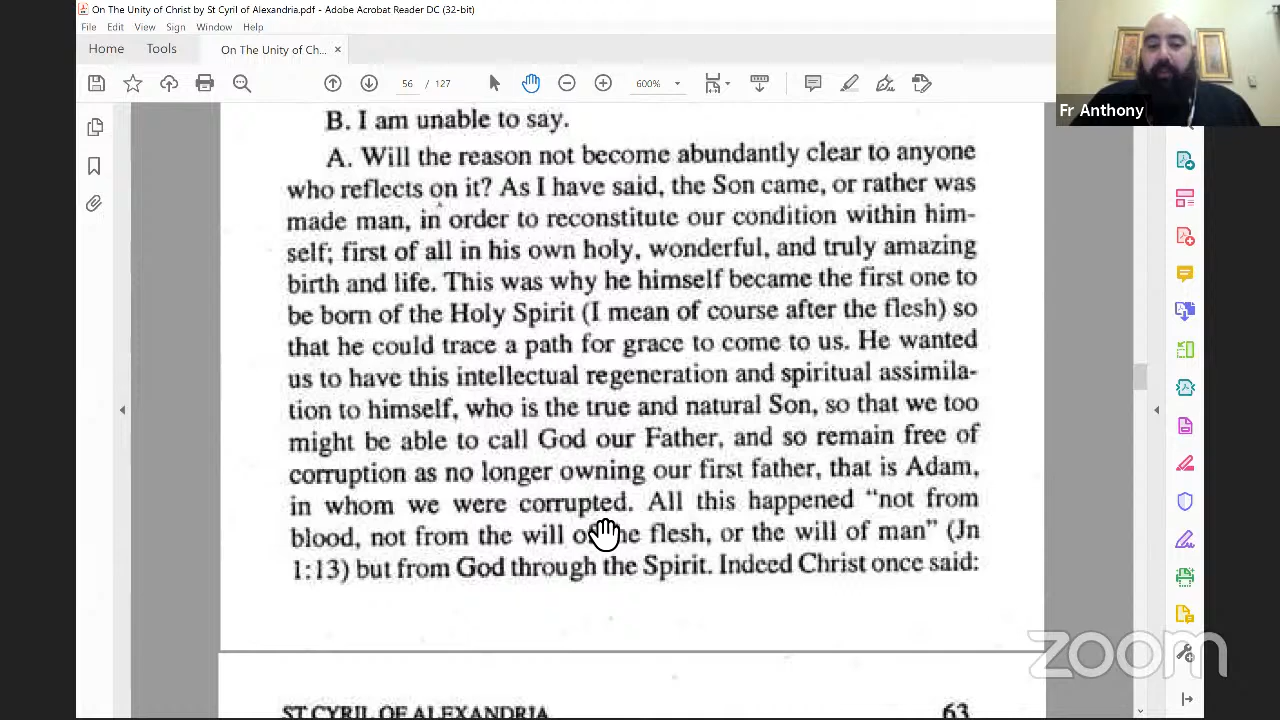 On The Unity of Christ by St Cyril of Alexandria.pdf - Adobe Acrobat Reader DC (32-bit)
File Edit View Sign Window Help
Home Tools On The Unity of Ch... ×
56 / 127 600%
Fr Anthony
B. I am unable to say.
A. Will the reason not become abundantly clear to anyone
who reflects on it? As I have said, the Son came, or rather was
made man, in order to reconstitute our condition within him-
self; first of all in his own holy, wonderful, and truly amazing
birth and life. This was why he himself became the first one to
be born of the Holy Spirit (I mean of course after the flesh) so
that he could trace a path for grace to come to us. He wanted
us to have this intellectual regeneration and spiritual assimila-
tion to himself, who is the true and natural Son, so that we too
might be able to call God our Father, and so remain free of
corruption as no longer owning our first father, that is Adam,
in whom we were corrupted. All this happened “not from
blood, not from the will of the flesh, or the will of man” (Jn
1:13) but from God through the Spirit. Indeed Christ once said:
zoom
ST CYRIL OF ALEXANDRIA 63